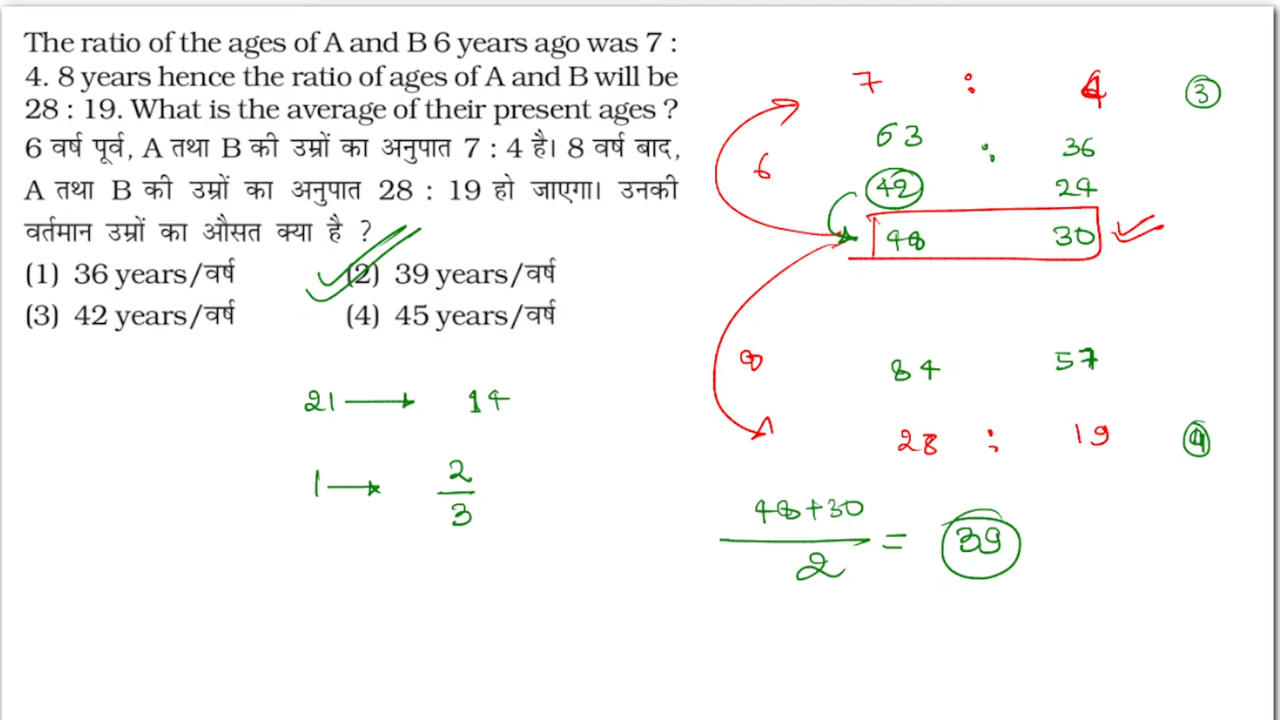 The ratio of the ages of A and B 6 years ago was 7 :
4. 8 years hence the ratio of ages of A and B will be
28 : 19. What is the average of their present ages ?
6 वर्ष पूर्व, A तथा B की उम्रों का अनुपात 7 : 4 है। 8 वर्ष बाद,
A तथा B की उम्रों का अनुपात 28 : 19 हो जाएगा। उनकी
वर्तमान उम्रों का औसत क्या है ?
(1) 36 years/वर्ष (2) 39 years/वर्ष
(3) 42 years/वर्ष (4) 45 years/वर्ष
21 → 14
1 → 2/3
7 : 4 3
63 : 36
6
42 24
48 30
8
84 57
28 : 19 9
48+30
2 = 39